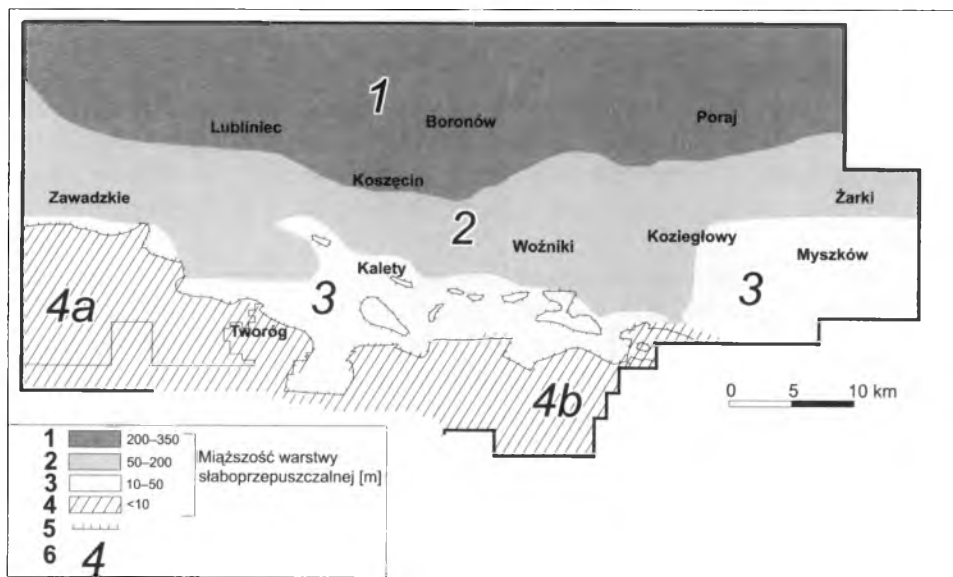 1
Lubliniec
Boronów
Poraj
Koszęcin
Zawadzkie
Żarki
2
Woźniki
Koziegłowy
Myszków
Kalety
4a
3
3
Tworóg
4b
0 5 10 km
1 200–350
2 50–200
3 10–50
4 <10
Miąższość warstwy
słaboprzepuszczalnej [m]
5
6 4